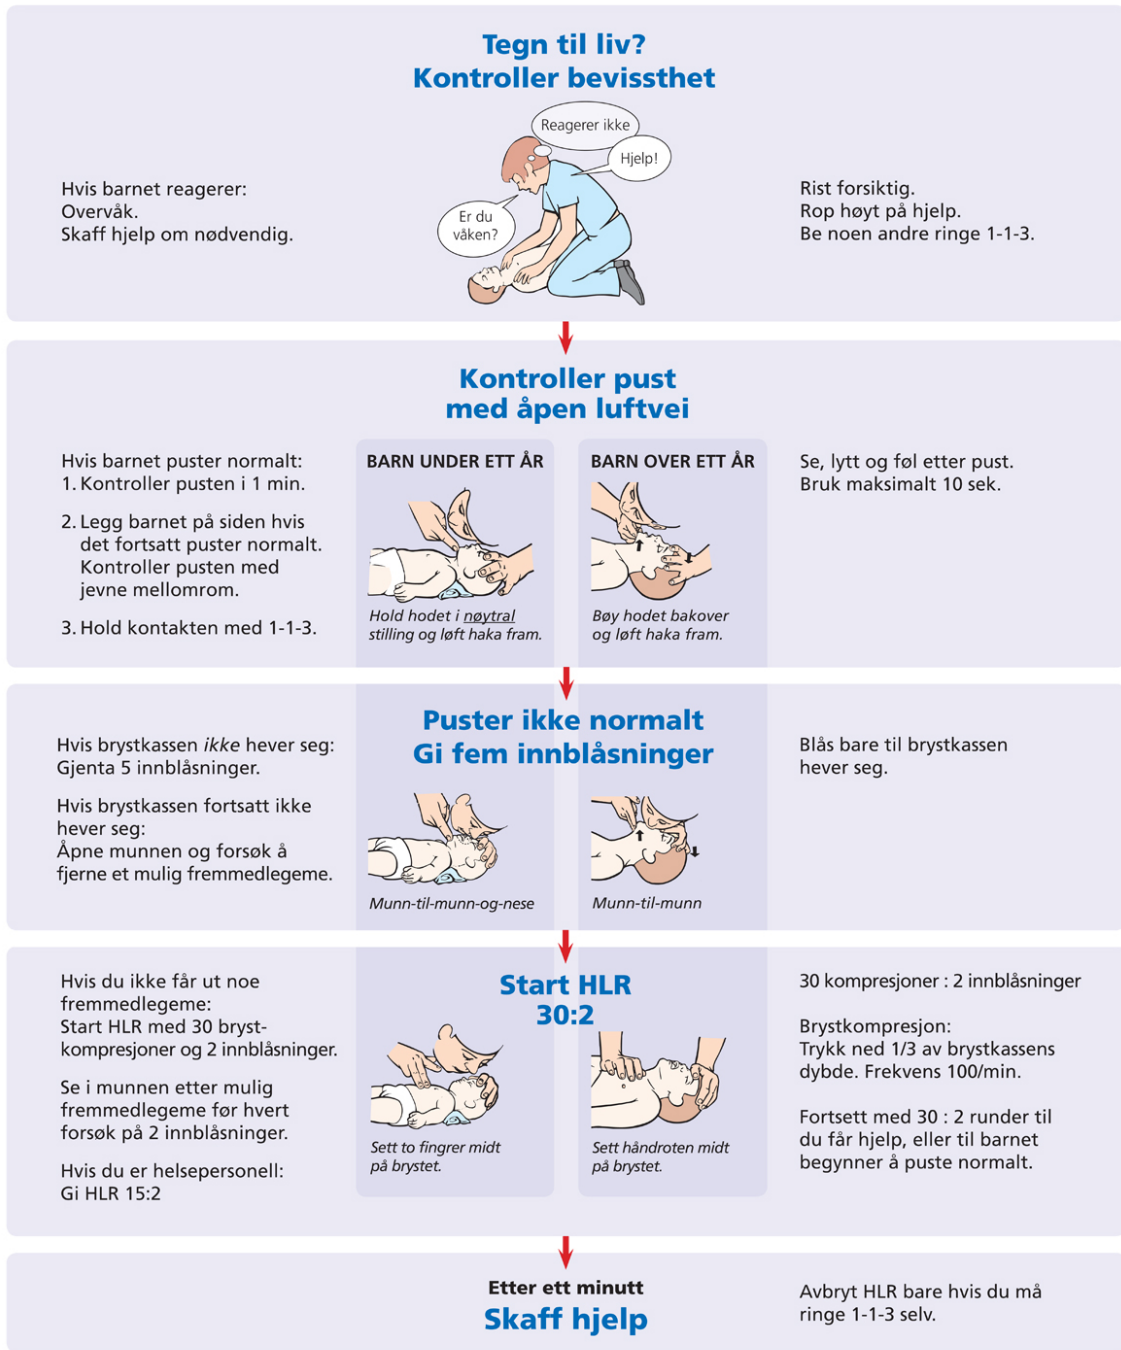 Tegn til liv?
Kontroller bevissthet
Reagerer ikke
Hjelp!
Er du
våken?
Hvis barnet reagerer:
Overvåk.
Skaff hjelp om nødvendig.
Rist forsiktig.
Rop høyt på hjelp.
Be noen andre ringe 1-1-3.
Kontroller pust
med åpen luftvei
Hvis barnet puster normalt:
1. Kontroller pusten i 1 min.
2. Legg barnet på siden hvis
det fortsatt puster normalt.
Kontroller pusten med
jevne mellomrom.
3. Hold kontakten med 1-1-3.
BARN UNDER ETT ÅR
Hold hodet i nøytral
stilling og løft haka fram.
BARN OVER ETT ÅR
Bøy hodet bakover
og løft haka fram.
Se, lytt og føl etter pust.
Bruk maksimalt 10 sek.
Puster ikke normalt
Gi fem innblåsninger
Hvis brystkassen ikke hever seg:
Gjenta 5 innblåsninger.
Hvis brystkassen fortsatt ikke
hever seg:
Åpne munnen og forsøk å
fjerne et mulig fremmedlegeme.
Munn-til-munn-og-nese
Munn-til-munn
Blås bare til brystkassen
hever seg.
Start HLR
30:2
Hvis du ikke får ut noe
fremmedlegeme:
Start HLR med 30 bryst-
kompresjoner og 2 innblåsninger.
Se i munnen etter mulig
fremmedlegeme før hvert
forsøk på 2 innblåsninger.
Hvis du er helsepersonell:
Gi HLR 15:2
Sett to fingrer midt
på brystet.
Sett håndroten midt
på brystet.
30 kompresjoner : 2 innblåsninger
Brystkompresjon:
Trykk ned 1/3 av brystkassens
dybde. Frekvens 100/min.
Fortsett med 30 : 2 runder til
du får hjelp, eller til barnet
begynner å puste normalt.
Etter ett minutt
Skaff hjelp
Avbryt HLR bare hvis du må
ringe 1-1-3 selv.